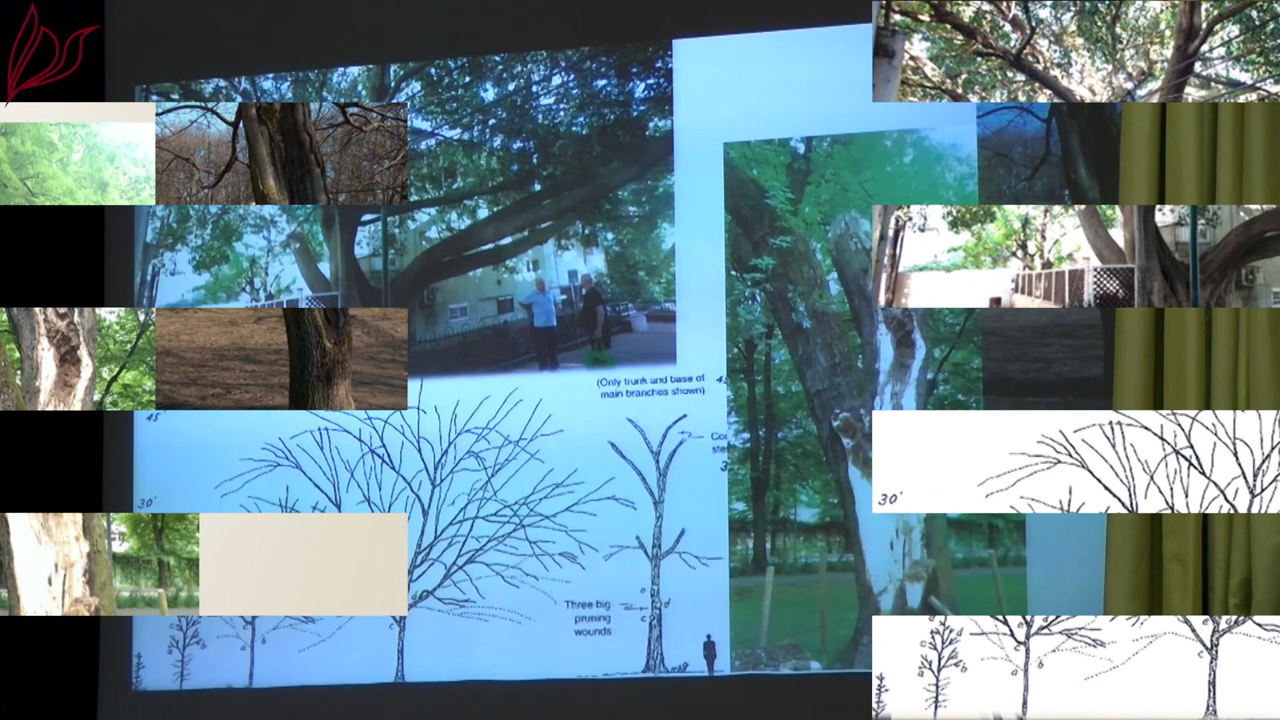 (Only trunk and base of
main branches shown)
45'
30'
30'
Three big
pruning
wounds